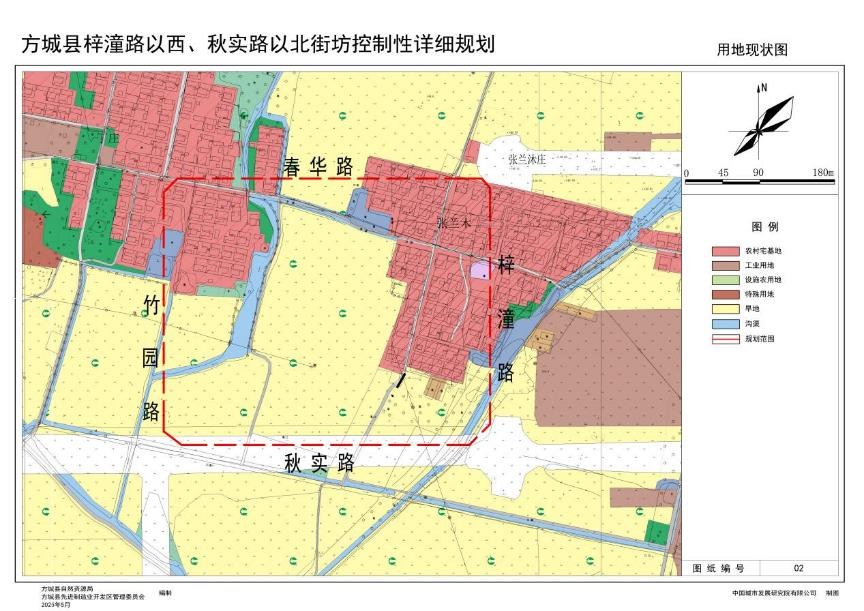 方城县梓潼路以西、秋实路以北街坊控制性详细规划
用地现状图
N
0 45 90 180m
丁庄
春华路
张兰沐庄
张兰木
梓潼路
竹园路
秋实路
图例
农村宅基地
工业用地
设施农用地
特殊用地
旱地
沟渠
规划范围
图纸编号 02
方城县自然资源局
方城县先进制造业开发区管理委员会 编制
2025年5月
中国城市发展研究院有限公司 制图